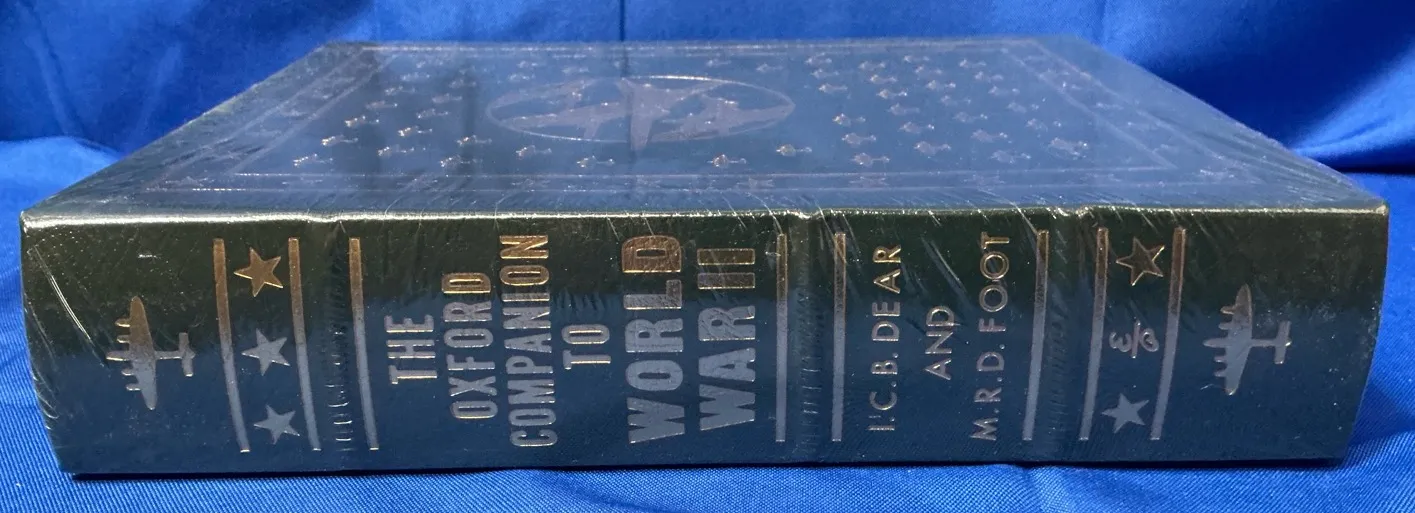 THE
OXFORD
COMPANION
TO
WORLD
WAR II
I.C.B. DEAR
AND
M.R.D. FOOT